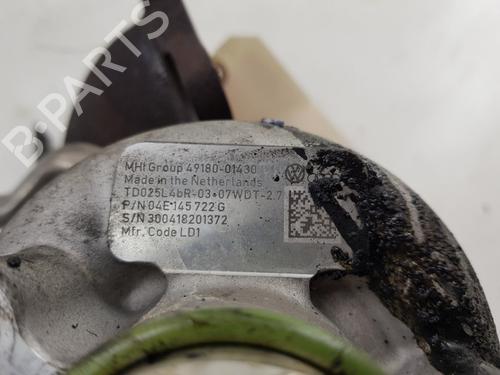 B-PARTS
MHI Group 49180-01430
Made in the Netherlands
TD025L4bR-03•07WDT-2.7
P/N 04E 145 722 G
S/N 300418201372
Mfr. Code LD1